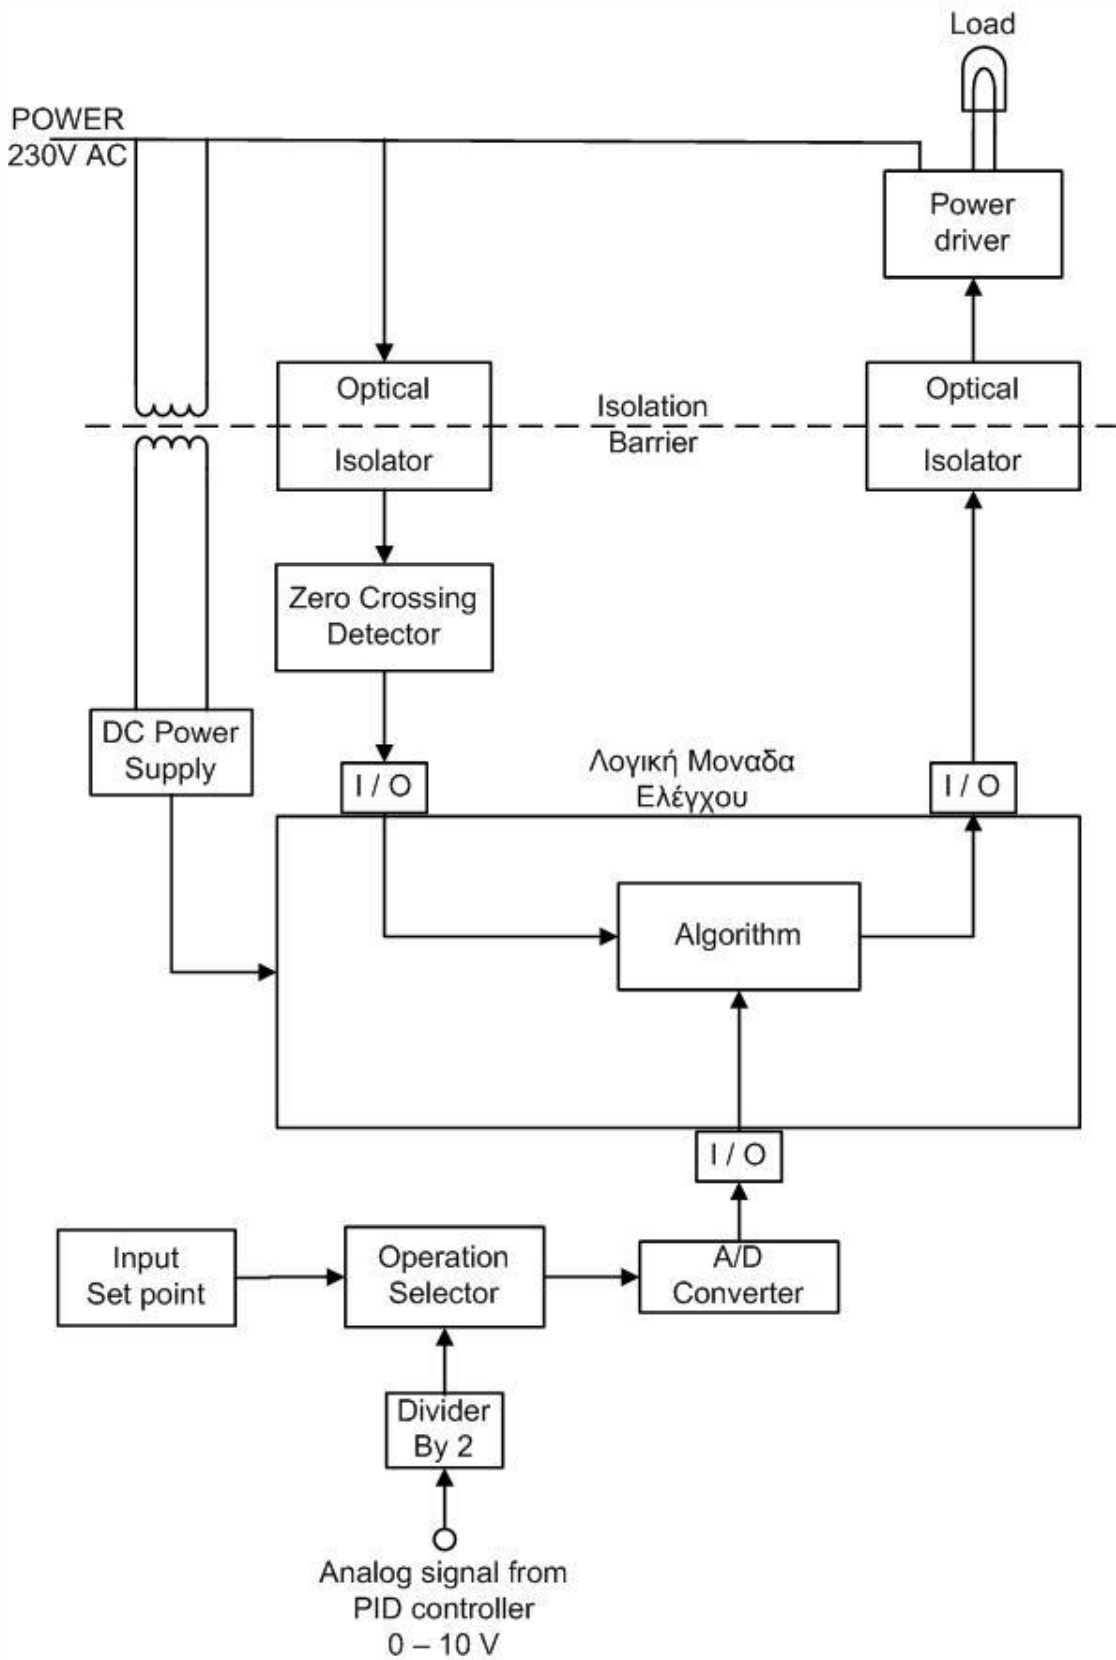 Load
POWER
230V AC
Power
driver
Optical
Isolator
Isolation
Barrier
Optical
Isolator
Zero Crossing
Detector
DC Power
Supply
I / O
Λογική Μοναδα
Ελέγχου
I / O
Algorithm
I / O
Input
Set point
Operation
Selector
A/D
Converter
Divider
By 2
Analog signal from
PID controller
0 – 10 V